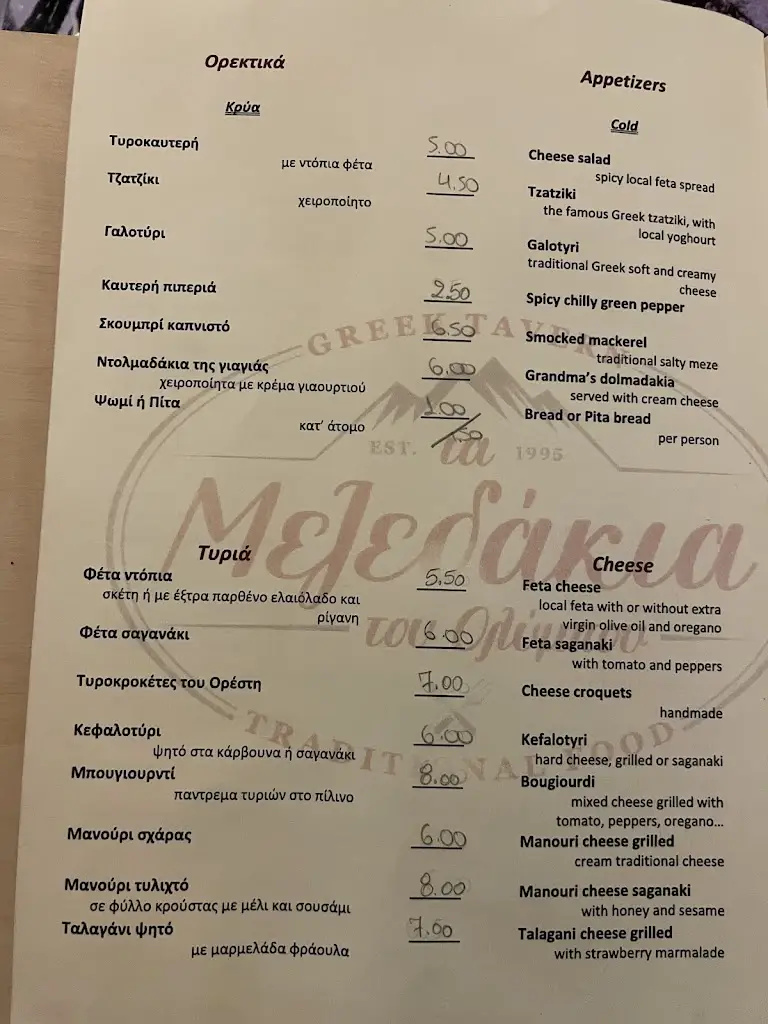 Ορεκτικά
Appetizers
Κρύα
Cold
Τυροκαυτερή
με ντόπια φέτα
5.00
Cheese salad
spicy local feta spread
Τζατζίκι
χειροποίητο
4.50
Tzatziki
the famous Greek tzatziki, with
local yoghourt
Γαλοτύρι
5.00
Galotyri
traditional Greek soft and creamy
cheese
Καυτερή πιπεριά
2.50
Spicy chilly green pepper
Σκουμπρί καπνιστό
6.50
Smocked mackerel
traditional salty meze
Ντολμαδάκια της γιαγιάς
χειροποίητα με κρέμα γιαουρτιού
6.00
Grandma's dolmadakia
served with cream cheese
Ψωμί ή Πίτα
κατ' άτομο
1.00
/.50
Bread or Pita bread
per person
GREEK TAVERN
EST. 1995
τα
Μεζεδάκια
του Ολύμπου
TRADITIONAL FOOD
Τυριά
Cheese
Φέτα ντόπια
σκέτη ή με έξτρα παρθένο ελαιόλαδο και
ρίγανη
5.50
Feta cheese
local feta with or without extra
virgin olive oil and oregano
Φέτα σαγανάκι
6.00
Feta saganaki
with tomato and peppers
Τυροκροκέτες του Ορέστη
7.00
Cheese croquets
handmade
Κεφαλοτύρι
ψητό στα κάρβουνα ή σαγανάκι
6.00
Kefalotyri
hard cheese, grilled or saganaki
Μπουγιουρντί
παντρεμα τυριών στο πίλινο
8.00
Bougiourdi
mixed cheese grilled with
tomato, peppers, oregano...
Μανούρι σχάρας
6.00
Manouri cheese grilled
cream traditional cheese
Μανούρι τυλιχτό
σε φύλλο κρούστας με μέλι και σουσάμι
8.00
Manouri cheese saganaki
with honey and sesame
Ταλαγάνι ψητό
με μαρμελάδα φράουλα
7.00
Talagani cheese grilled
with strawberry marmalade